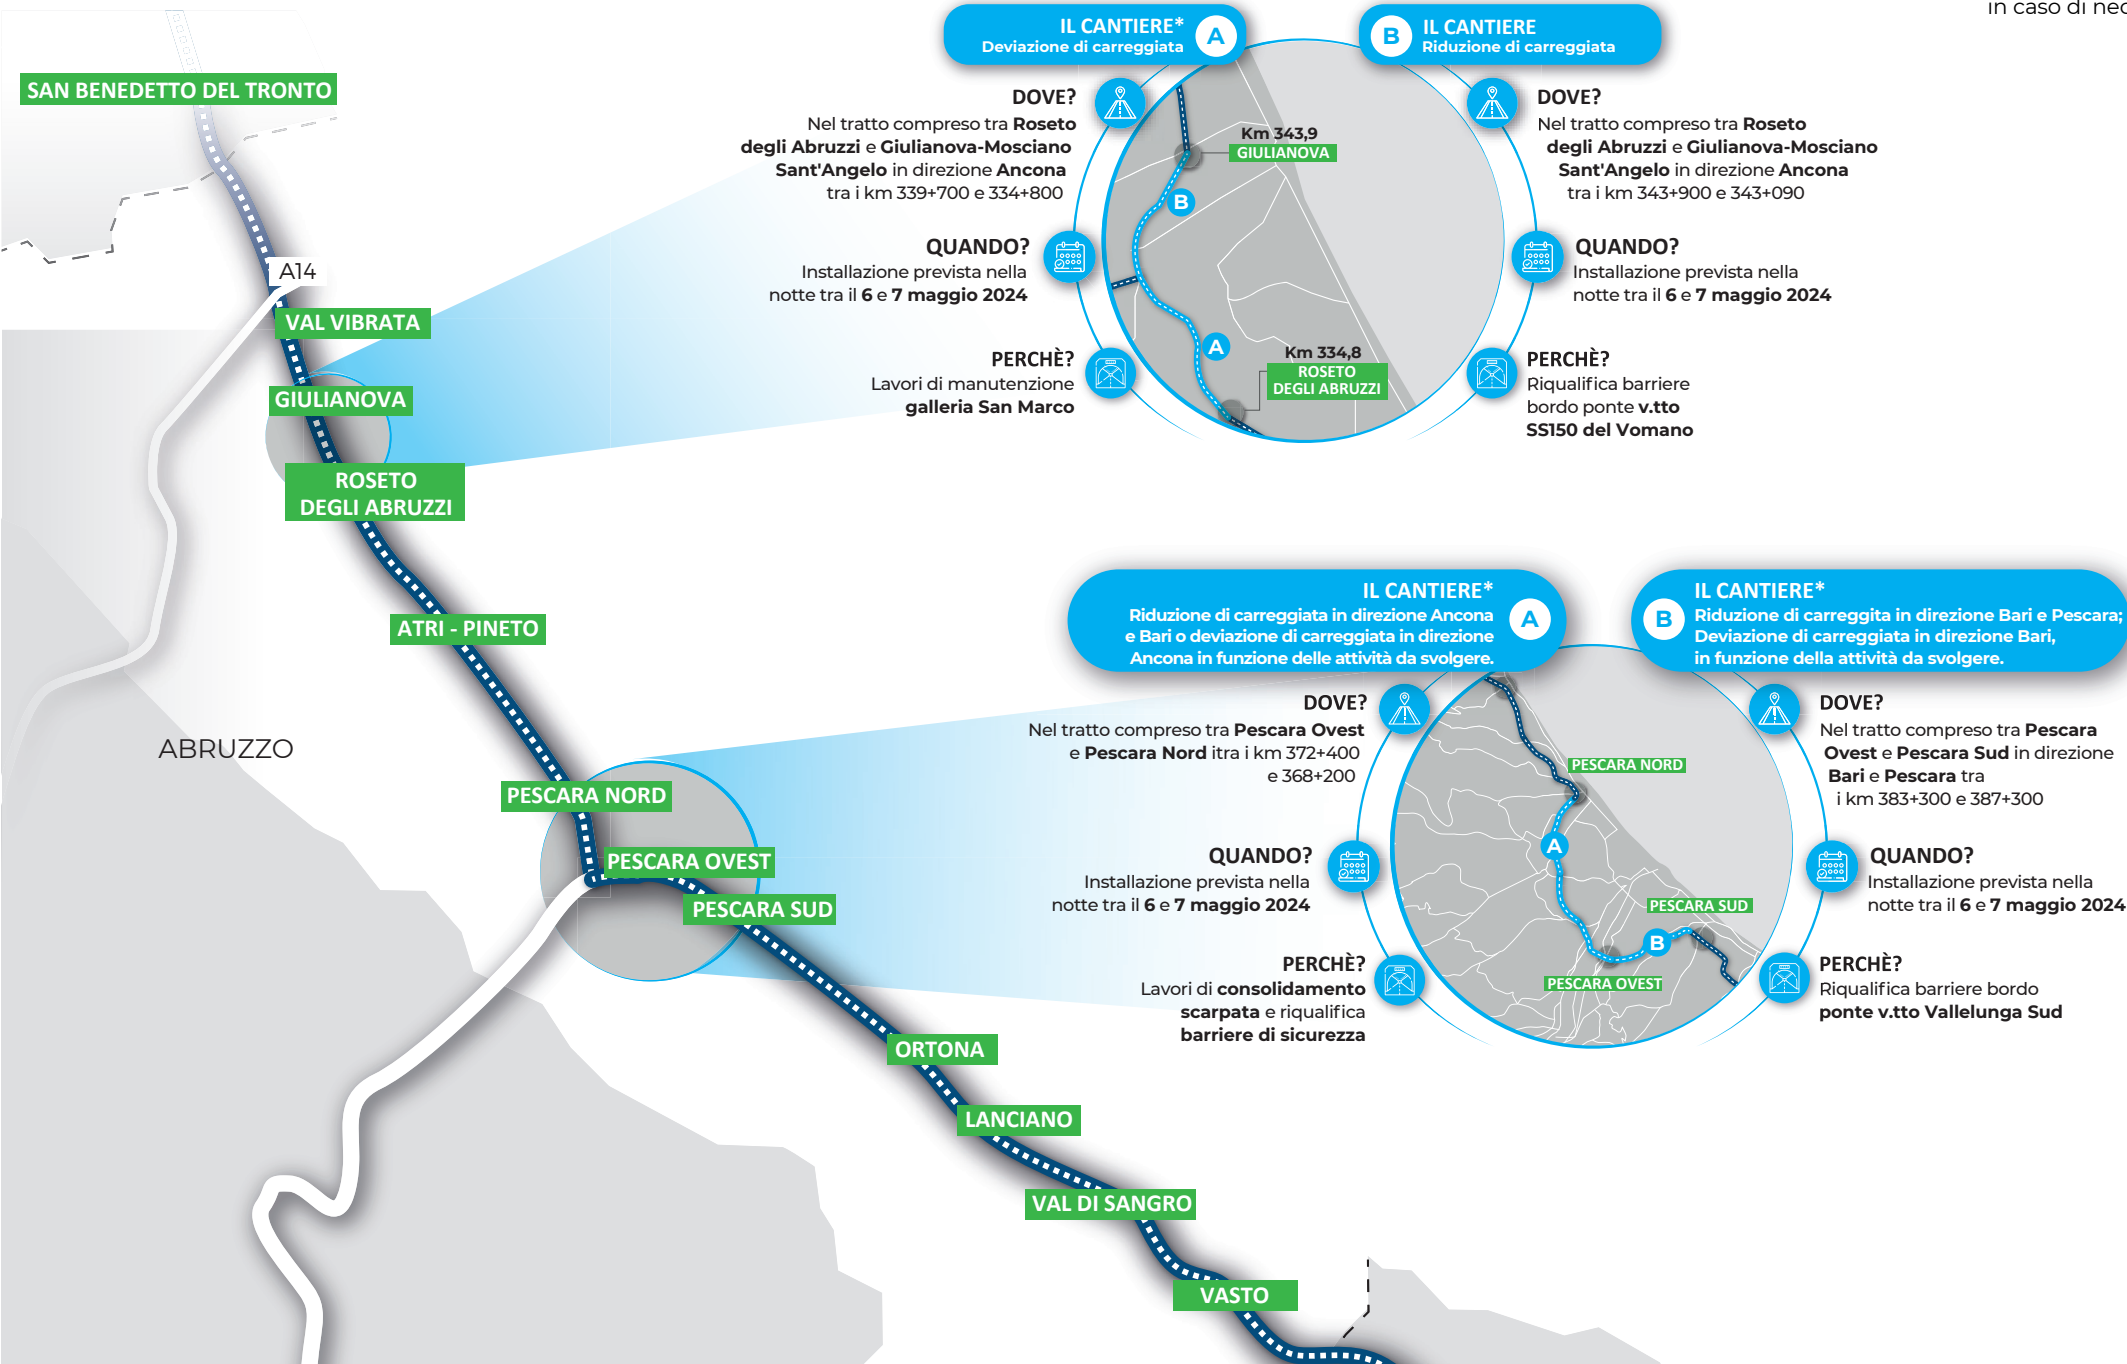 in caso di nec
SAN BENEDETTO DEL TRONTO
A14
VAL VIBRATA
GIULIANOVA
ROSETO
DEGLI ABRUZZI
ATRI - PINETO
ABRUZZO
PESCARA NORD
PESCARA OVEST
PESCARA SUD
ORTONA
LANCIANO
VAL DI SANGRO
VASTO
IL CANTIERE*
Deviazione di carreggiata
A
DOVE?
Nel tratto compreso tra Roseto
degli Abruzzi e Giulianova-Mosciano
Sant'Angelo in direzione Ancona
tra i km 339+700 e 334+800
QUANDO?
Installazione prevista nella
notte tra il 6 e 7 maggio 2024
PERCHÈ?
Lavori di manutenzione
galleria San Marco
Km 343,9
GIULIANOVA
B
A
Km 334,8
ROSETO
DEGLI ABRUZZI
B
IL CANTIERE
Riduzione di carreggiata
DOVE?
Nel tratto compreso tra Roseto
degli Abruzzi e Giulianova-Mosciano
Sant'Angelo in direzione Ancona
tra i km 343+900 e 343+090
QUANDO?
Installazione prevista nella
notte tra il 6 e 7 maggio 2024
PERCHÈ?
Riqualifica barriere
bordo ponte v.tto
SS150 del Vomano
IL CANTIERE*
Riduzione di carreggiata in direzione Ancona
e Bari o deviazione di carreggiata in direzione
Ancona in funzione delle attività da svolgere.
A
DOVE?
Nel tratto compreso tra Pescara Ovest
e Pescara Nord itra i km 372+400
e 368+200
QUANDO?
Installazione prevista nella
notte tra il 6 e 7 maggio 2024
PERCHÈ?
Lavori di consolidamento
scarpata e riqualifica
barriere di sicurezza
PESCARA NORD
A
PESCARA SUD
B
PESCARA OVEST
B
IL CANTIERE*
Riduzione di carreggita in direzione Bari e Pescara;
Deviazione di carreggiata in direzione Bari,
in funzione della attività da svolgere.
DOVE?
Nel tratto compreso tra Pescara
Ovest e Pescara Sud in direzione
Bari e Pescara tra
i km 383+300 e 387+300
QUANDO?
Installazione prevista nella
notte tra il 6 e 7 maggio 2024
PERCHÈ?
Riqualifica barriere bordo
ponte v.tto Vallelunga Sud